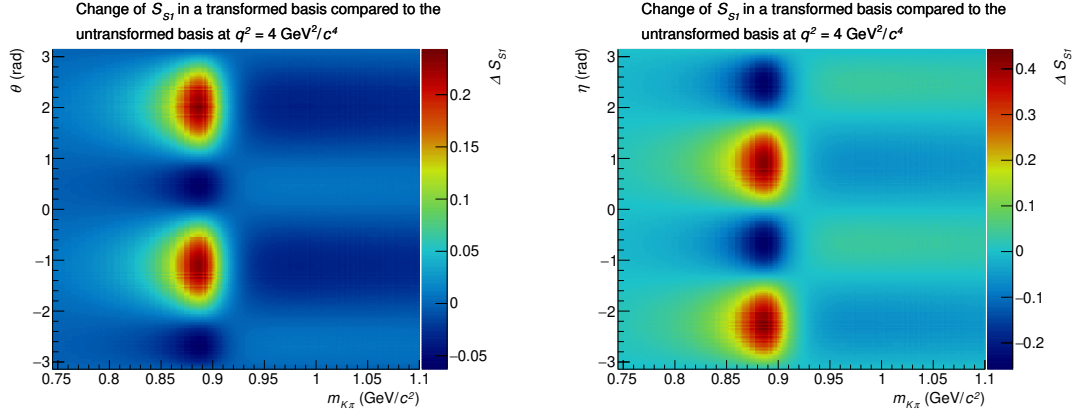 Change of S_S1 in a transformed basis compared to the
untransformed basis at q² = 4 GeV²/c⁴
θ (rad)
3
2
1
0
−1
−2
−3
0.75 0.8 0.85 0.9 0.95 1 1.05 1.1
m_Kπ (GeV/c²)
0.2
0.15
0.1
0.05
0
−0.05
Δ S_S1
Change of S_S1 in a transformed basis compared to the
untransformed basis at q² = 4 GeV²/c⁴
η (rad)
3
2
1
0
−1
−2
−3
0.75 0.8 0.85 0.9 0.95 1 1.05 1.1
m_Kπ (GeV/c²)
0.4
0.3
0.2
0.1
0
−0.1
−0.2
Δ S_S1